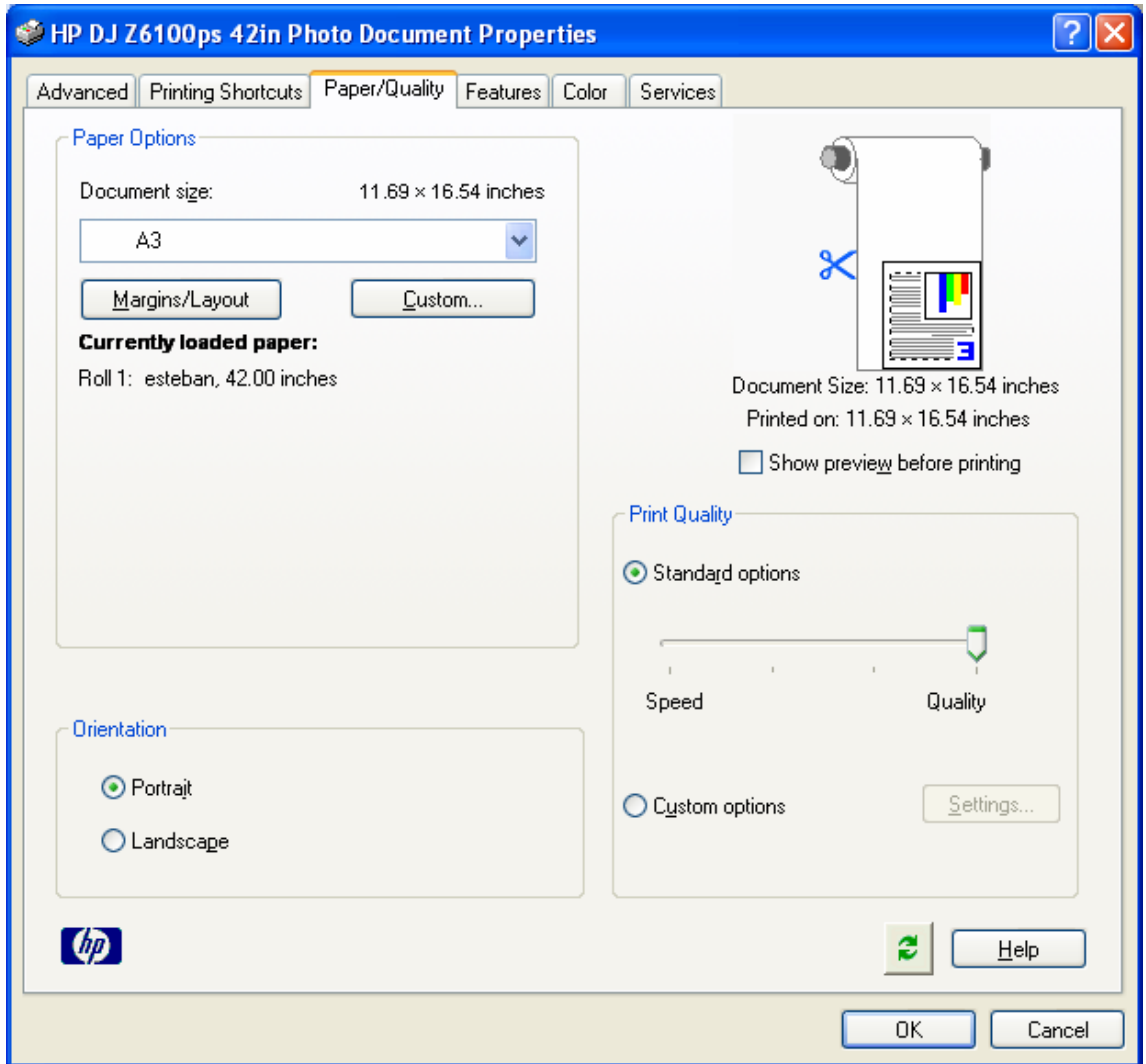 HP DJ Z6100ps 42in Photo Document Properties
Advanced Printing Shortcuts Paper/Quality Features Color Services
Paper Options
Document size: 11.69 × 16.54 inches
A3
Margins/Layout Custom...
Currently loaded paper:
Roll 1: esteban, 42.00 inches
3
Document Size: 11.69 × 16.54 inches
Printed on: 11.69 × 16.54 inches
Show preview before printing
Print Quality
Standard options
Speed Quality
Custom options Settings...
Orientation
Portrait
Landscape
hp
Help
OK Cancel